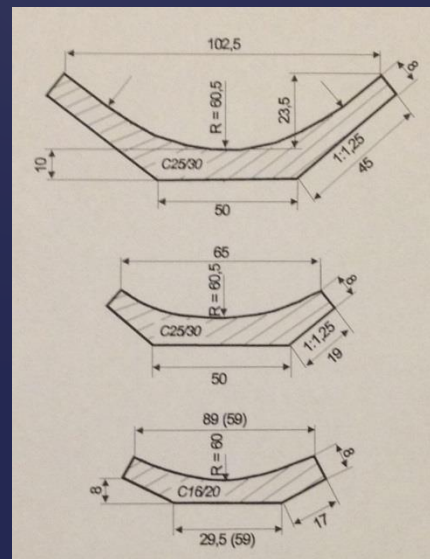 102,5
8
R = 60,5
23,5
10
C25/30
1:1,25
45
50
65
8
R = 60,5
C25/30
1:1,25
19
50
89 (59)
8
R = 60
8
C16/20
17
29,5 (59)